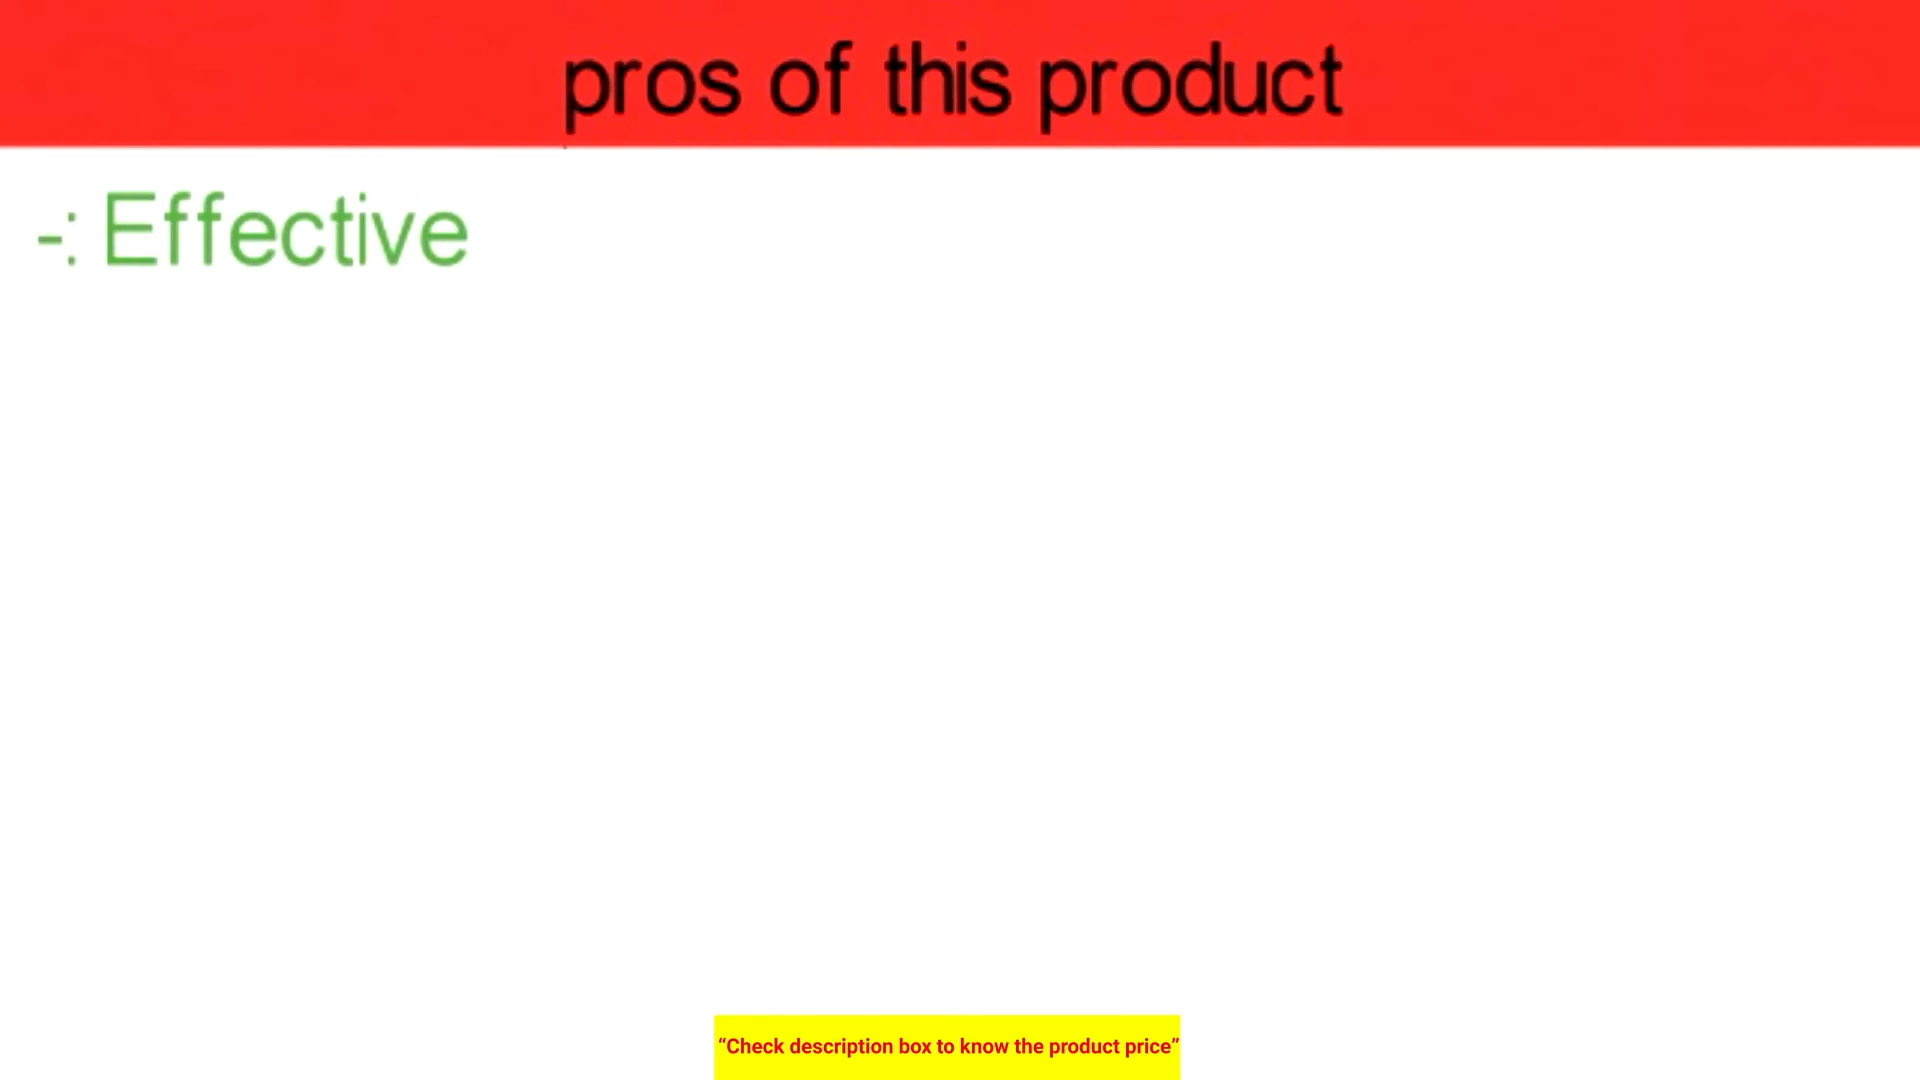 pros of this product
-: Effective
“Check description box to know the product price”